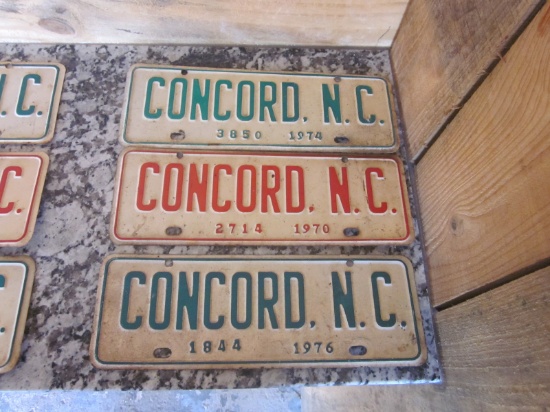 C.
CONCORD, N.C.
3850 1974
C.
CONCORD, N.C.
2714 1970
CONCORD, N.C.
1844 1976